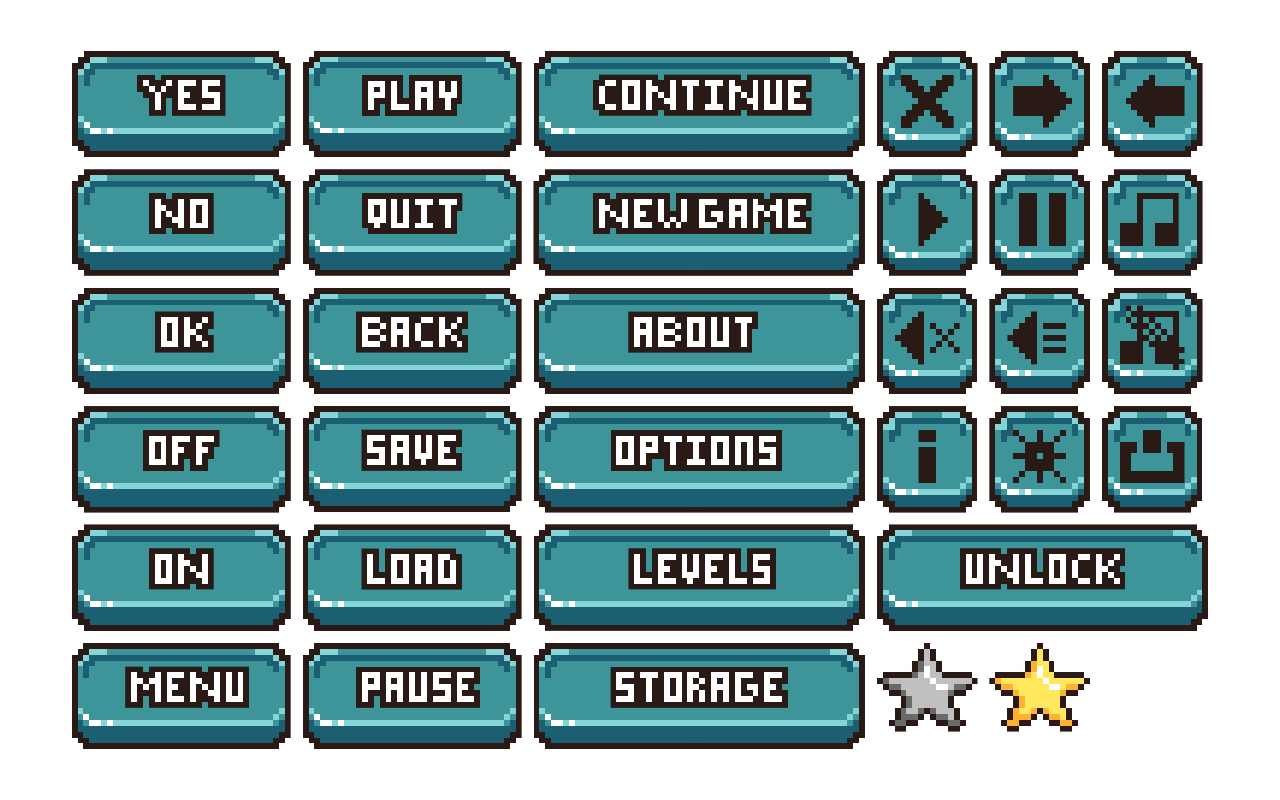 YES
PLAY
CONTINUE
NO
QUIT
NEW GAME
OK
BACK
ABOUT
OFF
SAVE
OPTIONS
ON
LOAD
LEVELS
UNLOCK
MENU
PAUSE
STORAGE